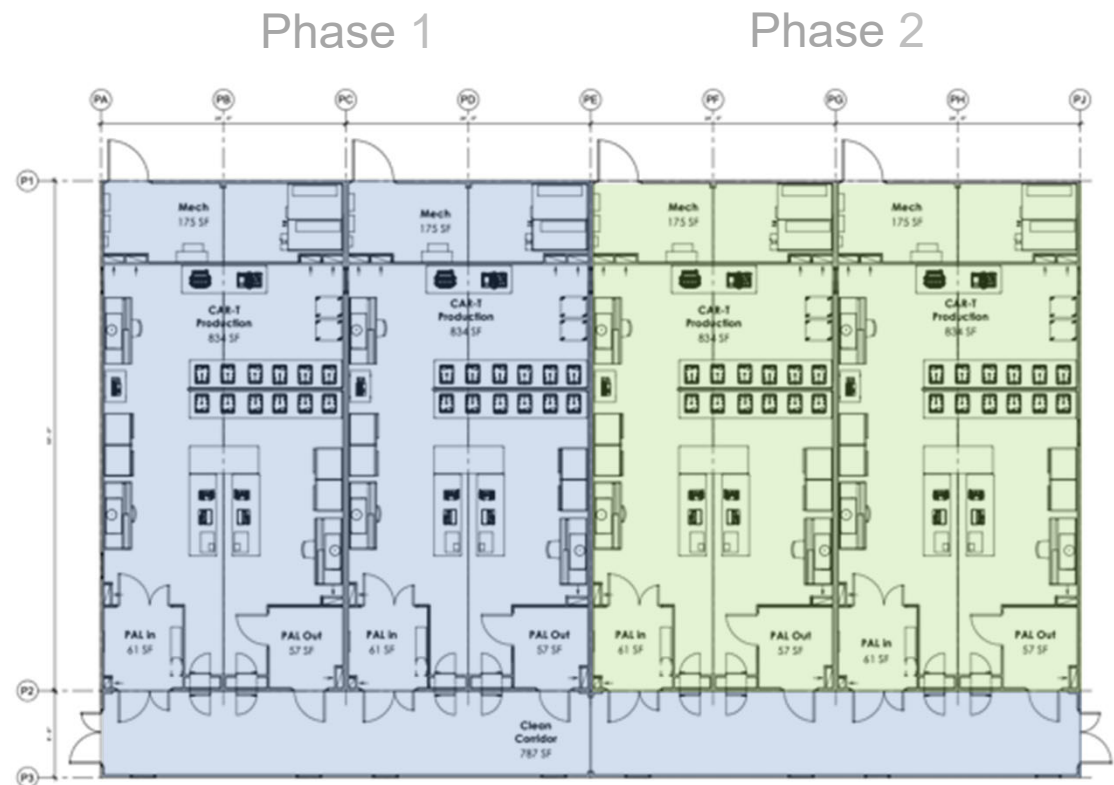 Phase 1
Phase 2
PA
PB
PC
PD
PE
PF
PG
PH
PJ
P1
Mech
175 SF
Mech
175 SF
Mech
175 SF
Mech
175 SF
CAR-T
Production
834 SF
CAR-T
Production
834 SF
CAR-T
Production
834 SF
CAR-T
Production
834 SF
PAL in
61 SF
PAL Out
57 SF
PAL in
61 SF
PAL Out
57 SF
PAL in
61 SF
PAL Out
57 SF
PAL in
61 SF
PAL Out
57 SF
P2
Clean
Corridor
787 SF
P3